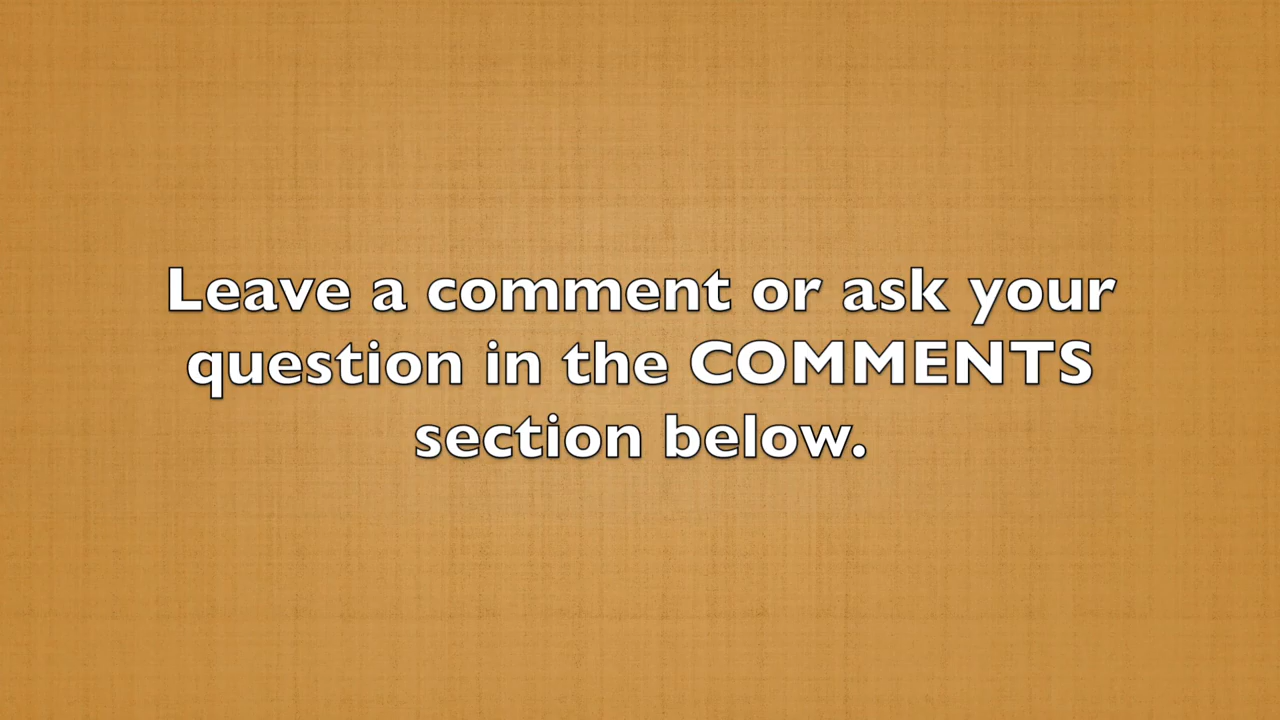 Leave a comment or ask your
question in the COMMENTS
section below.